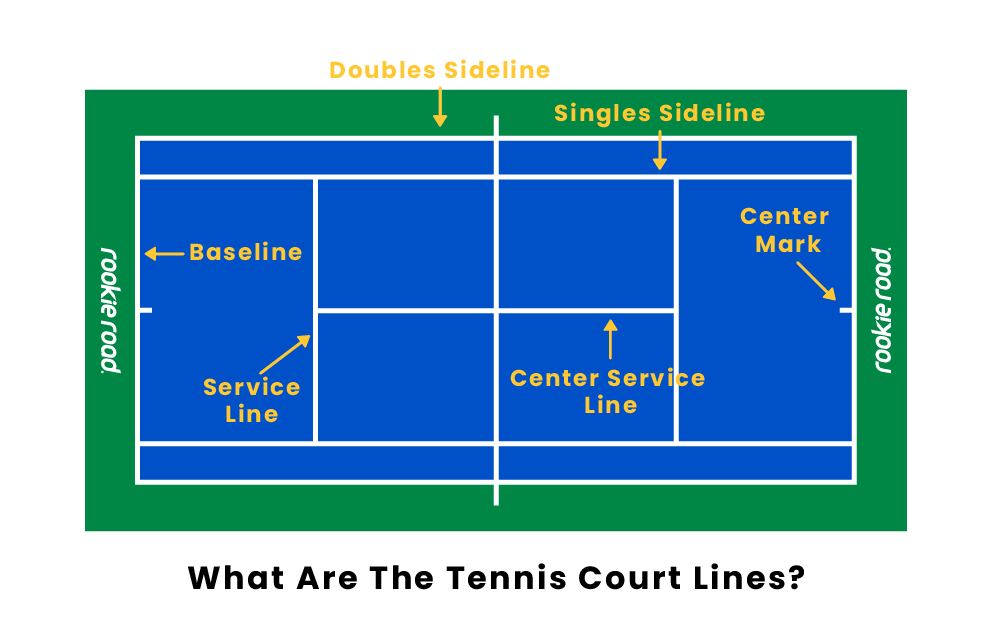 Doubles Sideline
Singles Sideline
Center
Mark
Baseline
rookie road.
rookie road.
Service
Line
Center Service
Line
What Are The Tennis Court Lines?